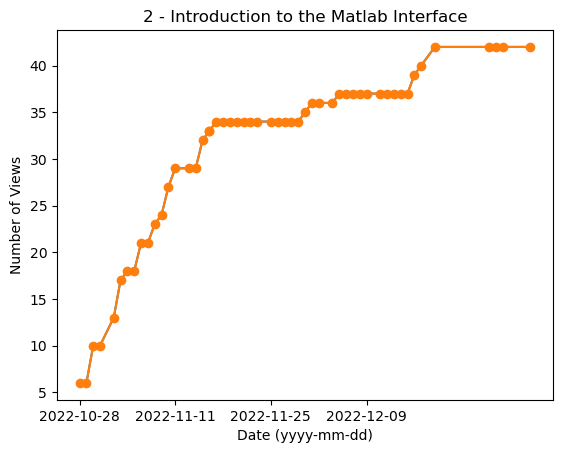 2 - Introduction to the Matlab Interface
Number of Views
40
35
30
25
20
15
10
5
2022-10-28 2022-11-11 2022-11-25 2022-12-09
Date (yyyy-mm-dd)